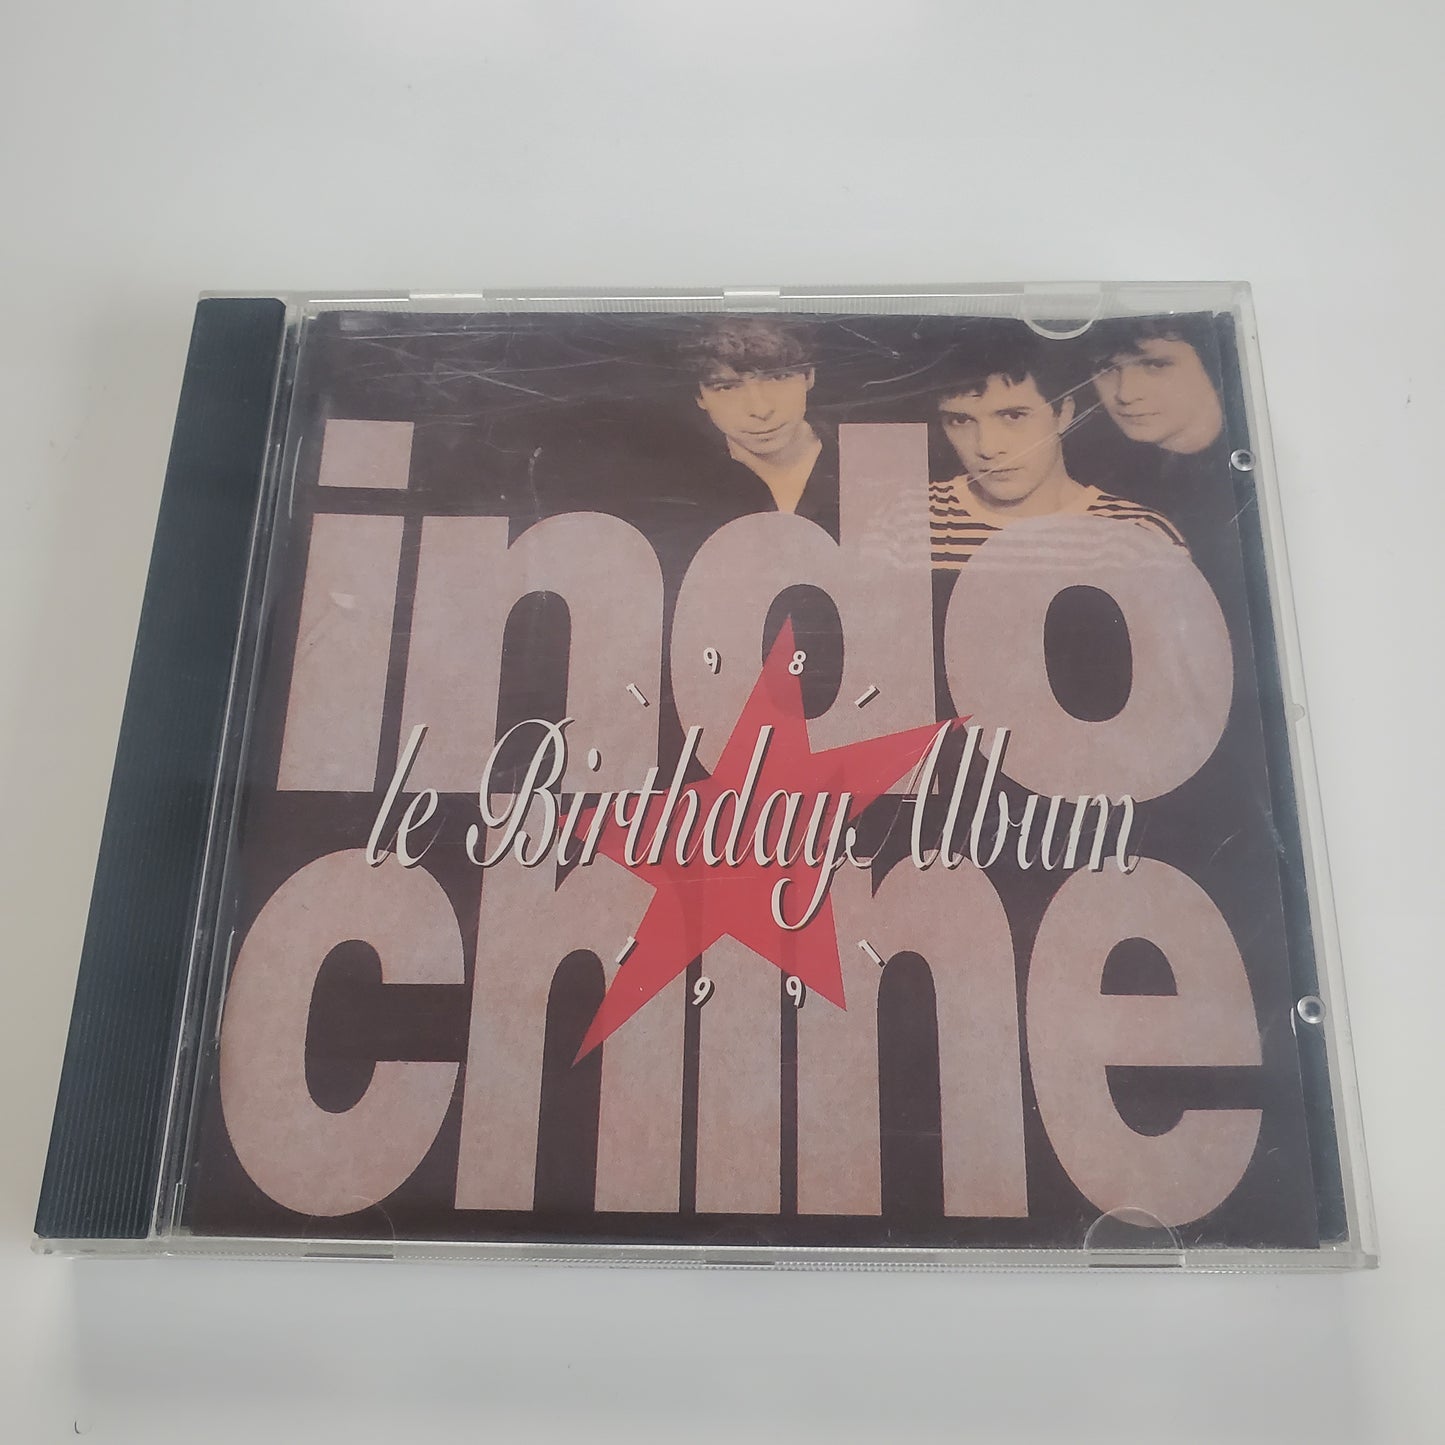 indo
1981
le Birthday Album
chine
1991